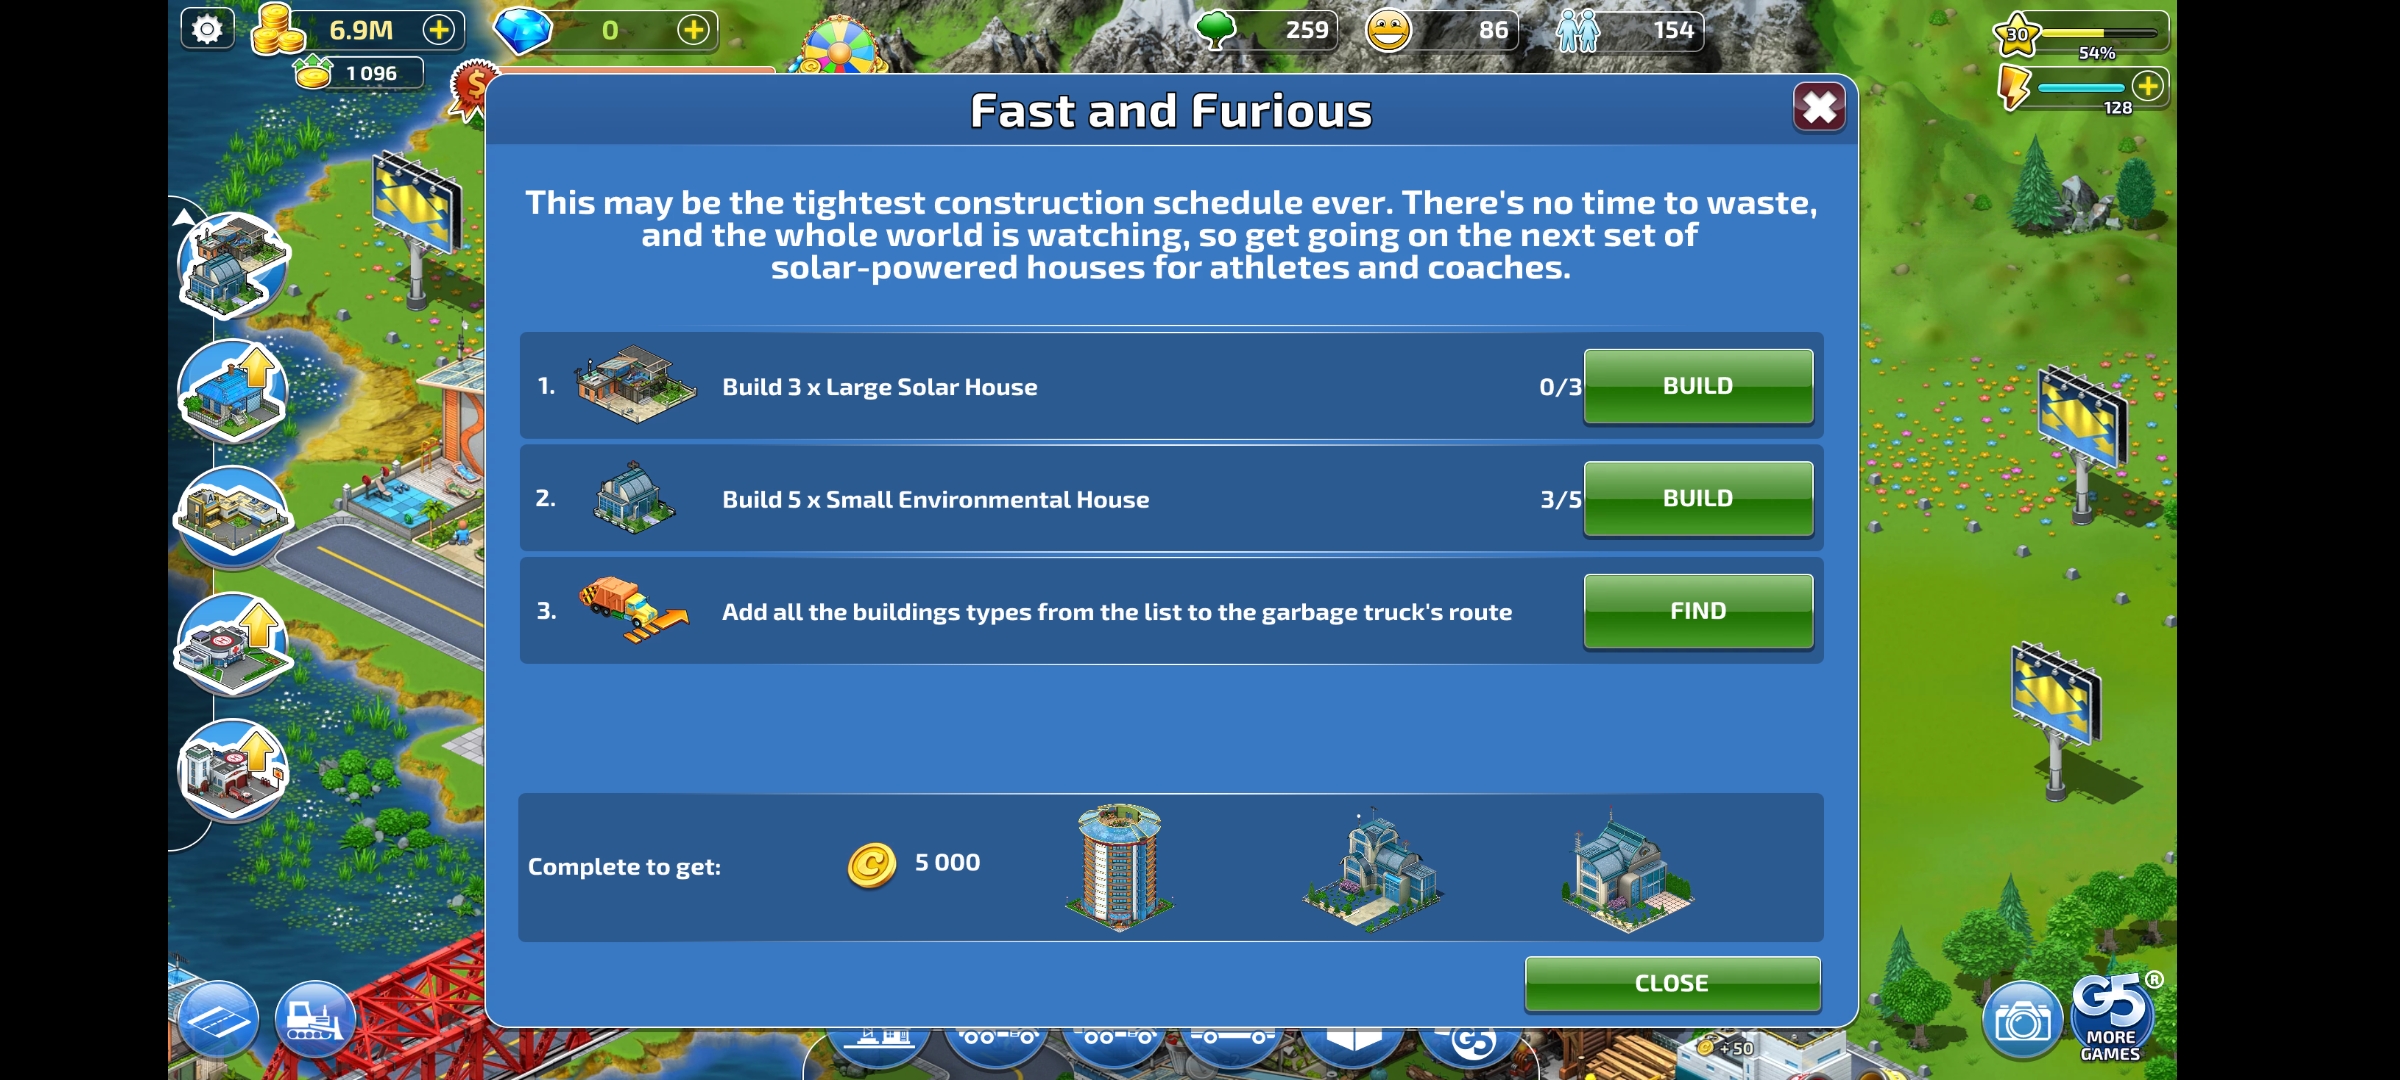 6.9M
0
259
86
154
30
54%
1 096
128
Fast and Furious
This may be the tightest construction schedule ever. There's no time to waste,
and the whole world is watching, so get going on the next set of
solar-powered houses for athletes and coaches.
1.
Build 3 x Large Solar House
0/3
BUILD
2.
Build 5 x Small Environmental House
3/5
BUILD
3.
Add all the buildings types from the list to the garbage truck's route
FIND
Complete to get:
5 000
CLOSE
G5
+50
G5®
MORE
GAMES